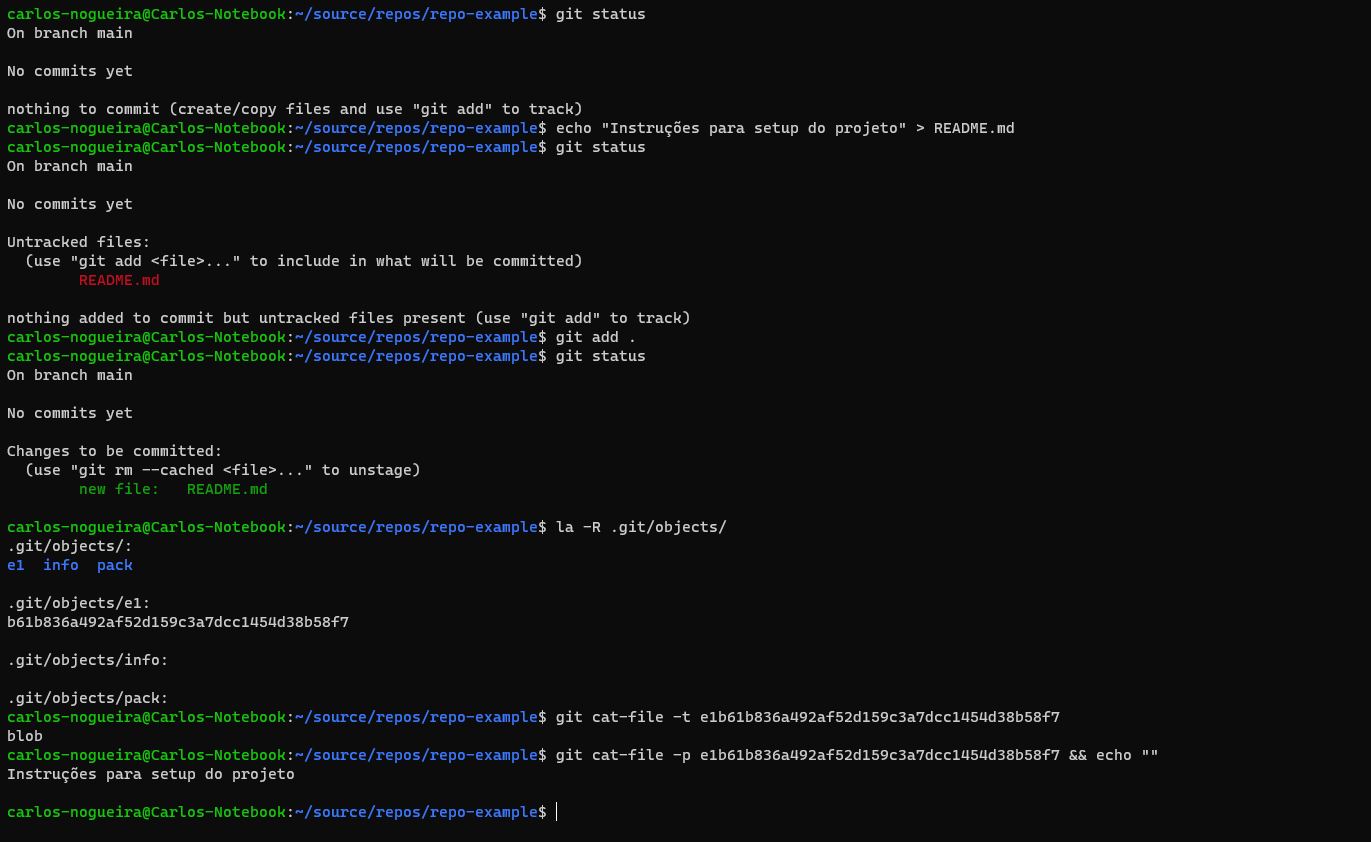 carlos-nogueira@Carlos-Notebook:~/source/repos/repo-example$ git status
On branch main
No commits yet
nothing to commit (create/copy files and use "git add" to track)
carlos-nogueira@Carlos-Notebook:~/source/repos/repo-example$ echo "Instruções para setup do projeto" > README.md
carlos-nogueira@Carlos-Notebook:~/source/repos/repo-example$ git status
On branch main
No commits yet
Untracked files:
  (use "git add <file>..." to include in what will be committed)
        README.md
nothing added to commit but untracked files present (use "git add" to track)
carlos-nogueira@Carlos-Notebook:~/source/repos/repo-example$ git add .
carlos-nogueira@Carlos-Notebook:~/source/repos/repo-example$ git status
On branch main
No commits yet
Changes to be committed:
  (use "git rm --cached <file>..." to unstage)
        new file:   README.md
carlos-nogueira@Carlos-Notebook:~/source/repos/repo-example$ la -R .git/objects/
.git/objects/:
e1  info  pack
.git/objects/e1:
b61b836a492af52d159c3a7dcc1454d38b58f7
.git/objects/info:
.git/objects/pack:
carlos-nogueira@Carlos-Notebook:~/source/repos/repo-example$ git cat-file -t e1b61b836a492af52d159c3a7dcc1454d38b58f7
blob
carlos-nogueira@Carlos-Notebook:~/source/repos/repo-example$ git cat-file -p e1b61b836a492af52d159c3a7dcc1454d38b58f7 && echo ""
Instruções para setup do projeto
carlos-nogueira@Carlos-Notebook:~/source/repos/repo-example$